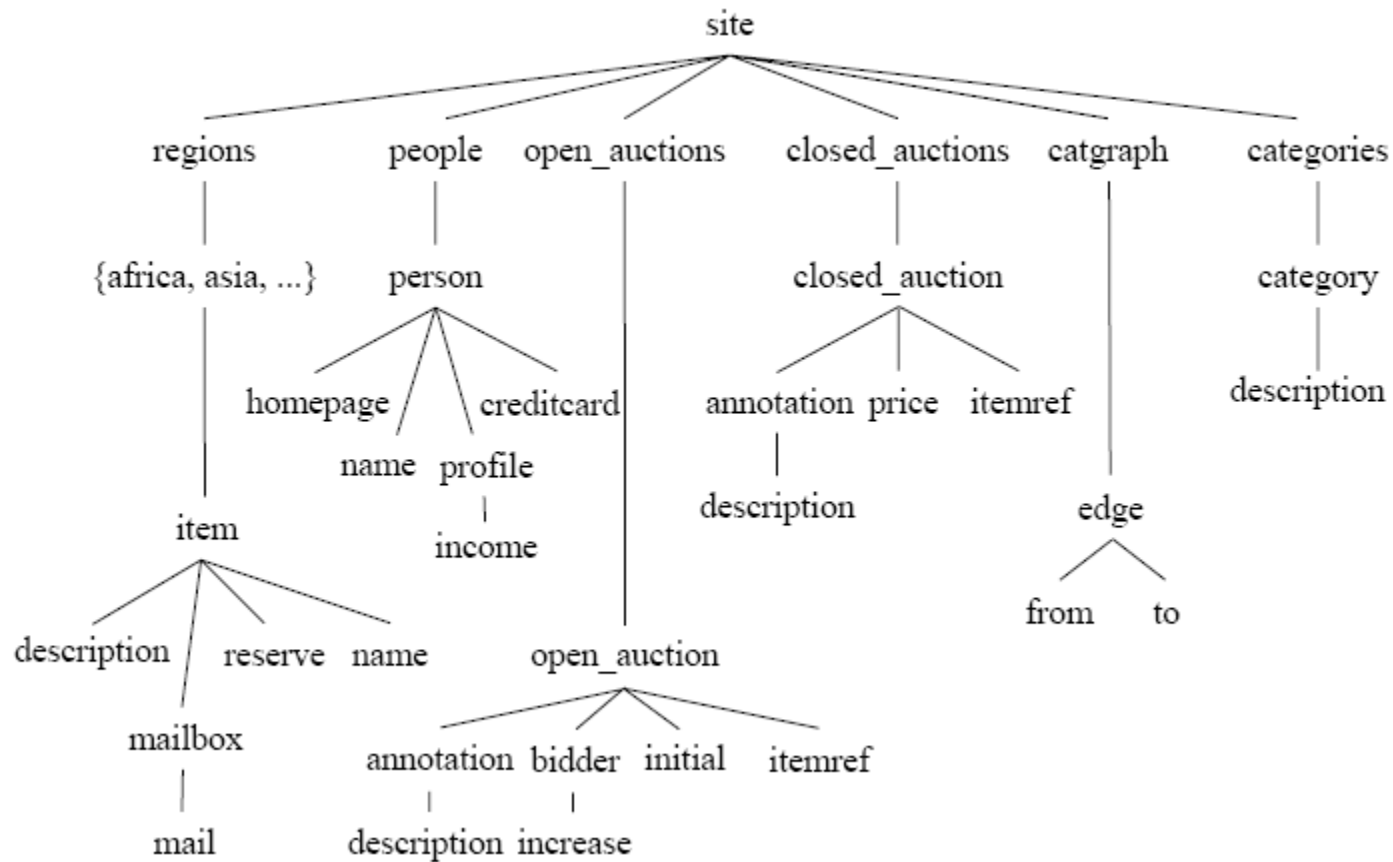 site
regions people open_auctions closed_auctions catgraph categories
{africa, asia, ...} person closed_auction category
homepage creditcard annotation price itemref description
name profile
description edge
item income
from to
description reserve name open_auction
mailbox annotation bidder initial itemref
mail description increase